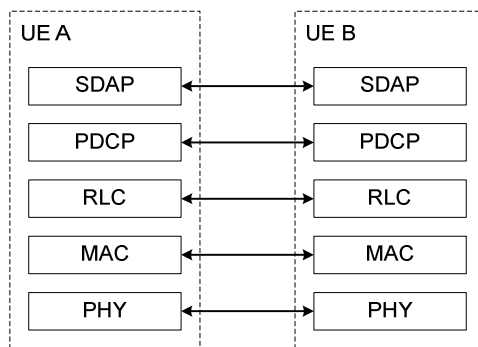 UE A UE B
SDAP SDAP
PDCP PDCP
RLC RLC
MAC MAC
PHY PHY